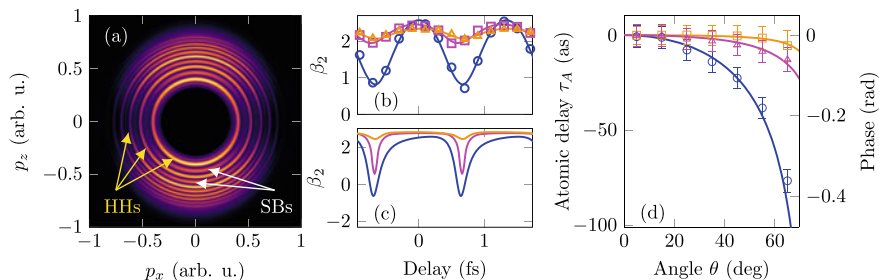 (a)
1
0.5
0
−0.5
−1
p_z (arb. u.)
HHs
SBs
−1
−0.5
0
0.5
1
p_x (arb. u.)
2
1
0
β_2
(b)
2
0
−2
β_2
(c)
0
1
Delay (fs)
0
−50
−100
Atomic delay τ_A (as)
(d)
0
20
40
60
Angle θ (deg)
0
−0.2
−0.4
Phase (rad)